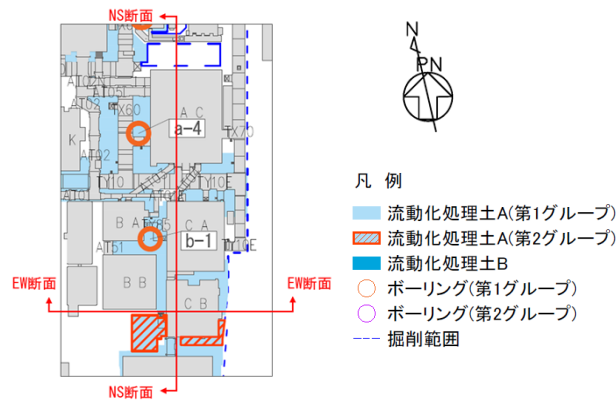 NS断面
N
PN
AT02N
AT05
AT02
TX60
A C
a-4
TX70
K
AT02
TY10
TY10E
B
AT
C A
b-1
AT51
B B
EW断面
EW断面
C B
NS断面
凡 例
流動化処理土A(第1グループ)
流動化処理土A(第2グループ)
流動化処理土B
ボーリング(第1グループ)
ボーリング(第2グループ)
掘削範囲